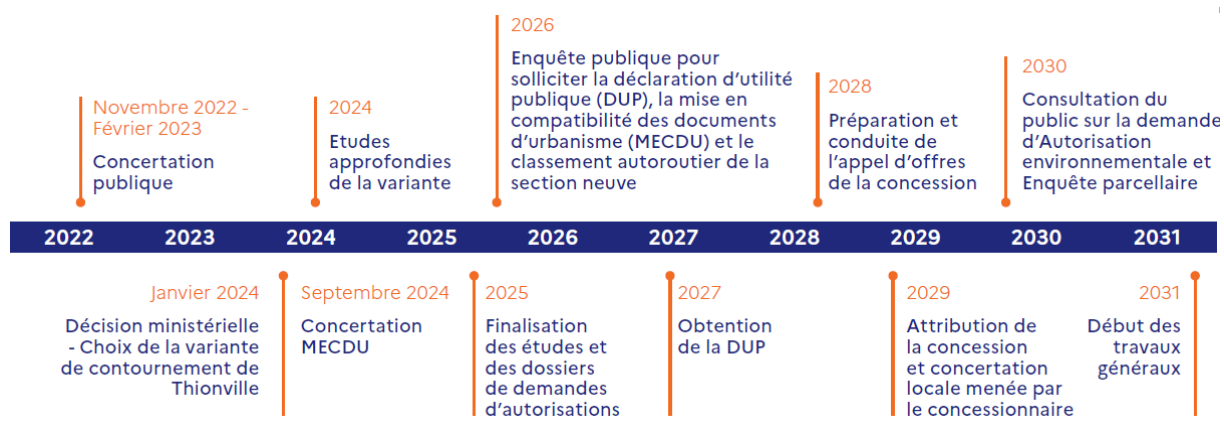 Novembre 2022 -
Février 2023
Concertation
publique
2024
Etudes
approfondies
de la variante
2026
Enquête publique pour
solliciter la déclaration d'utilité
publique (DUP), la mise en
compatibilité des documents
d'urbanisme (MECDU) et le
classement autoroutier de la
section neuve
2028
Préparation et
conduite de
l'appel d'offres
de la concession
2030
Consultation du
public sur la demande
d'Autorisation
environnementale et
Enquête parcellaire
2022 2023 2024 2025 2026 2027 2028 2029 2030 2031
Janvier 2024
Décision ministérielle
- Choix de la variante
de contournement de
Thionville
Septembre 2024
Concertation
MECDU
2025
Finalisation
des études et
des dossiers
de demandes
d'autorisations
2027
Obtention
de la DUP
2029
Attribution de
la concession
et concertation
locale menée par
le concessionnaire
2031
Début des
travaux
généraux